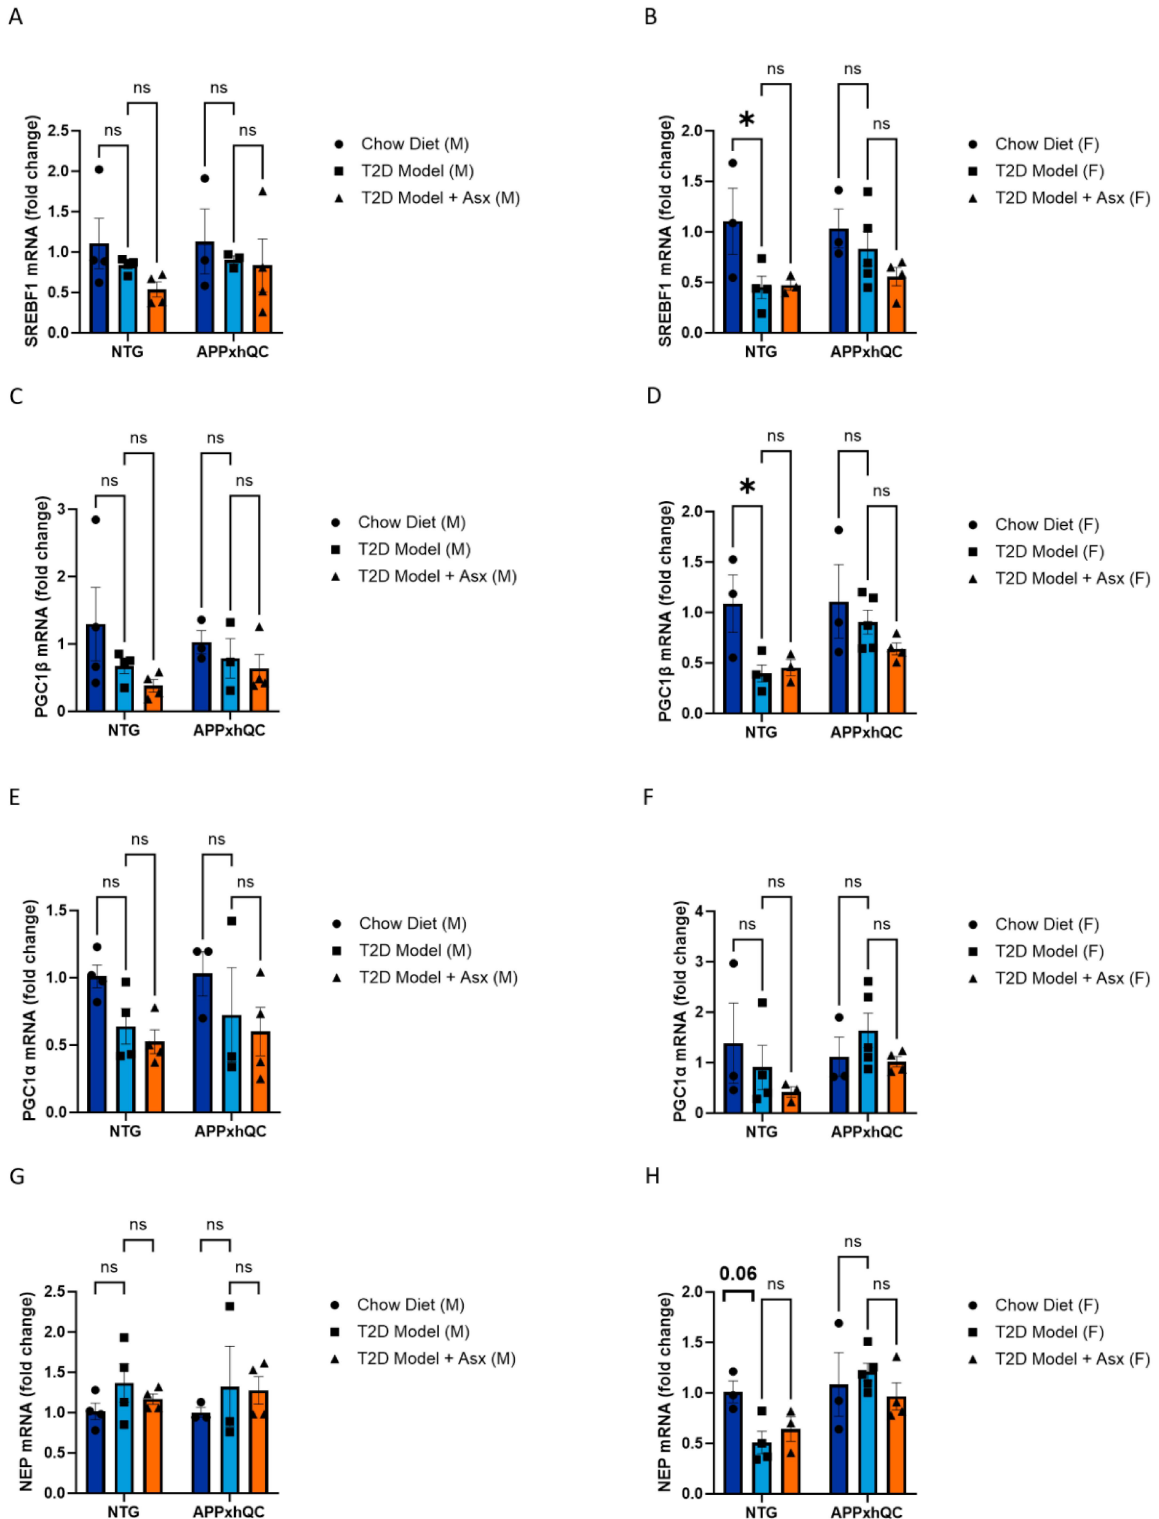 A
ns
ns
ns
ns
SREBF1 mRNA (fold change)
2.5
2.0
1.5
1.0
0.5
0.0
NTG
APPxhQC
Chow Diet (M)
T2D Model (M)
T2D Model + Asx (M)
B
ns
ns
*
ns
SREBF1 mRNA (fold change)
2.0
1.5
1.0
0.5
0.0
NTG
APPxhQC
Chow Diet (F)
T2D Model (F)
T2D Model + Asx (F)
C
ns
ns
ns
ns
PGC1β mRNA (fold change)
3
2
1
0
NTG
APPxhQC
Chow Diet (M)
T2D Model (M)
T2D Model + Asx (M)
D
ns
ns
*
ns
PGC1β mRNA (fold change)
2.0
1.5
1.0
0.5
0.0
NTG
APPxhQC
Chow Diet (F)
T2D Model (F)
T2D Model + Asx (F)
E
ns
ns
ns
ns
PGC1α mRNA (fold change)
1.5
1.0
0.5
0.0
NTG
APPxhQC
Chow Diet (M)
T2D Model (M)
T2D Model + Asx (M)
F
ns
ns
ns
ns
PGC1α mRNA (fold change)
4
3
2
1
0
NTG
APPxhQC
Chow Diet (F)
T2D Model (F)
T2D Model + Asx (F)
G
ns
ns
ns
ns
NEP mRNA (fold change)
2.5
2.0
1.5
1.0
0.5
0.0
NTG
APPxhQC
Chow Diet (M)
T2D Model (M)
T2D Model + Asx (M)
H
ns
0.06
ns
ns
NEP mRNA (fold change)
2.0
1.5
1.0
0.5
0.0
NTG
APPxhQC
Chow Diet (F)
T2D Model (F)
T2D Model + Asx (F)